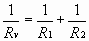 1/Rv = 1/R1 + 1/R2